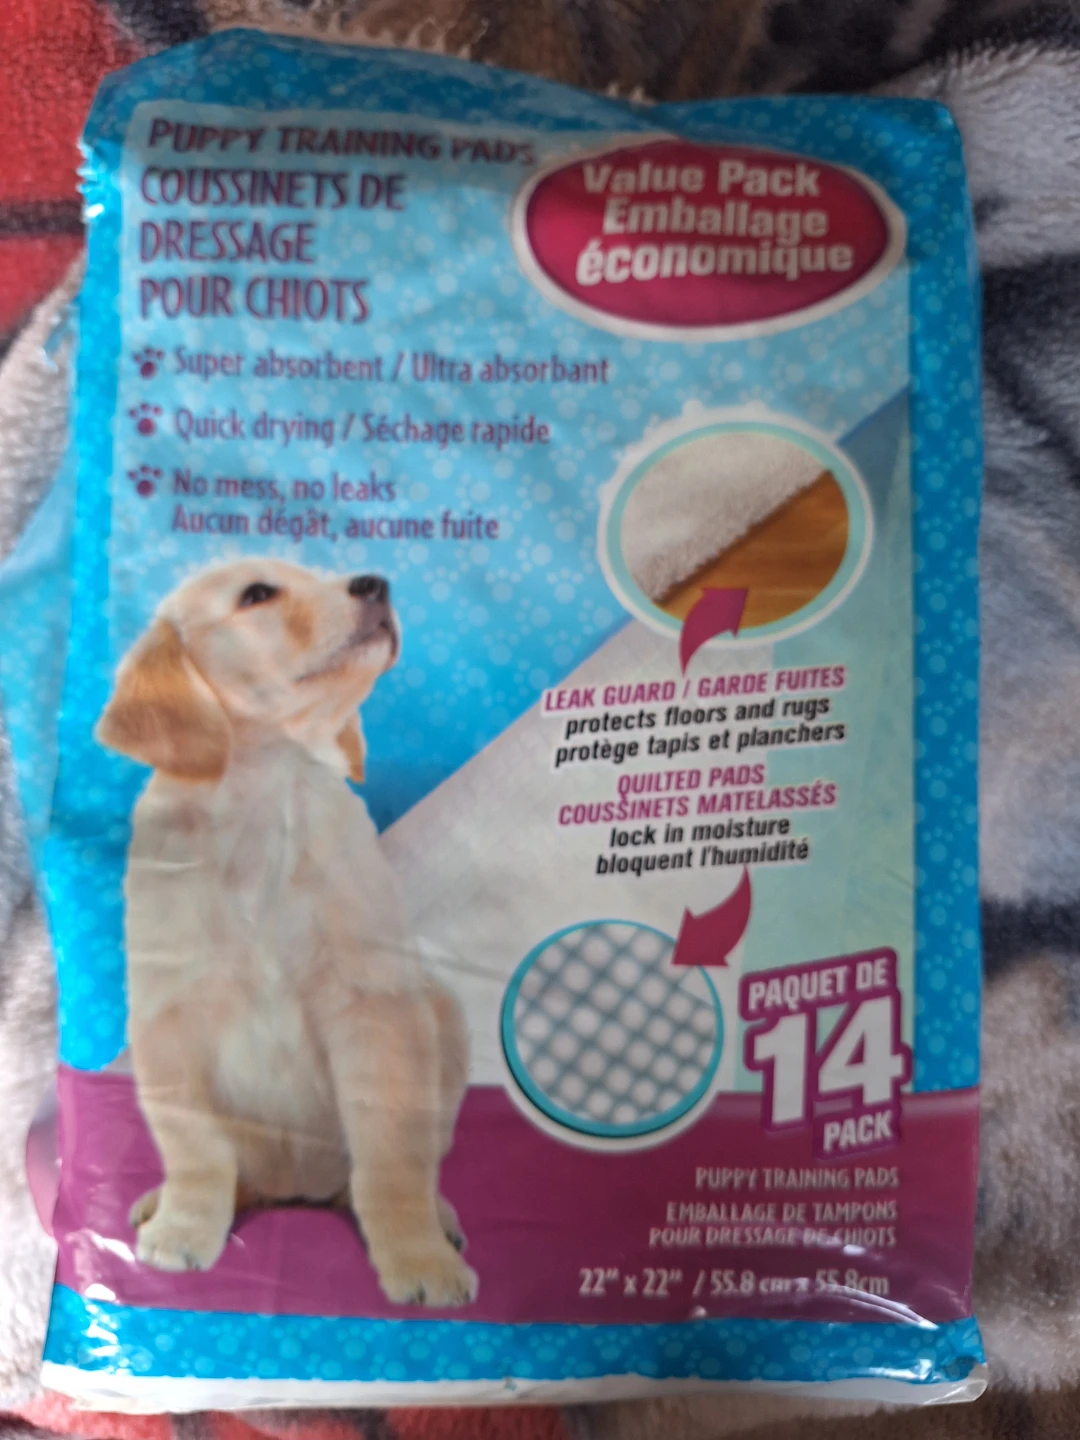 PUPPY TRAINING PADS
COUSSINETS DE
DRESSAGE
POUR CHIOTS
Value Pack
Emballage
économique
Super absorbent / Ultra absorbant
Quick drying / Séchage rapide
No mess, no leaks
Aucun dégât, aucune fuite
LEAK GUARD / GARDE FUITES
protects floors and rugs
protège tapis et planchers
QUILTED PADS
COUSSINETS MATELASSÉS
lock in moisture
bloquent l'humidité
PAQUET DE
14
PACK
PUPPY TRAINING PADS
EMBALLAGE DE TAMPONS
POUR DRESSAGE DE CHIOTS
22" x 22" / 55.8 cm x 55.8cm